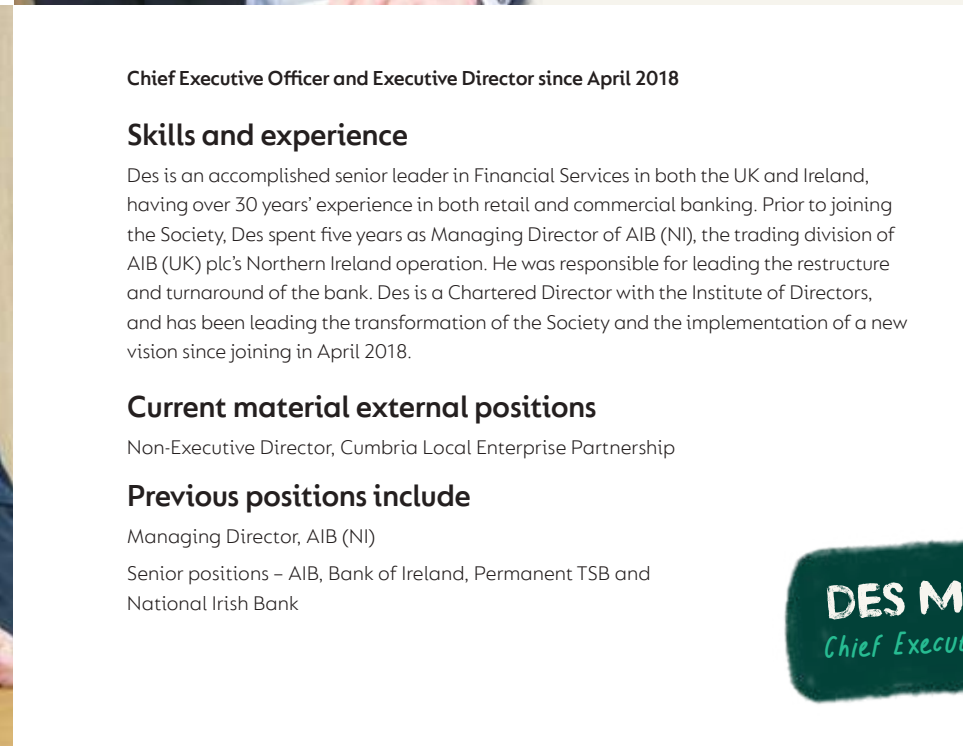 Chief Executive Officer and Executive Director since April 2018
Skills and experience
Des is an accomplished senior leader in Financial Services in both the UK and Ireland,
having over 30 years’ experience in both retail and commercial banking. Prior to joining
the Society, Des spent five years as Managing Director of AIB (NI), the trading division of
AIB (UK) plc’s Northern Ireland operation. He was responsible for leading the restructure
and turnaround of the bank. Des is a Chartered Director with the Institute of Directors,
and has been leading the transformation of the Society and the implementation of a new
vision since joining in April 2018.
Current material external positions
Non-Executive Director, Cumbria Local Enterprise Partnership
Previous positions include
Managing Director, AIB (NI)
Senior positions – AIB, Bank of Ireland, Permanent TSB and
National Irish Bank
DES M
Chief